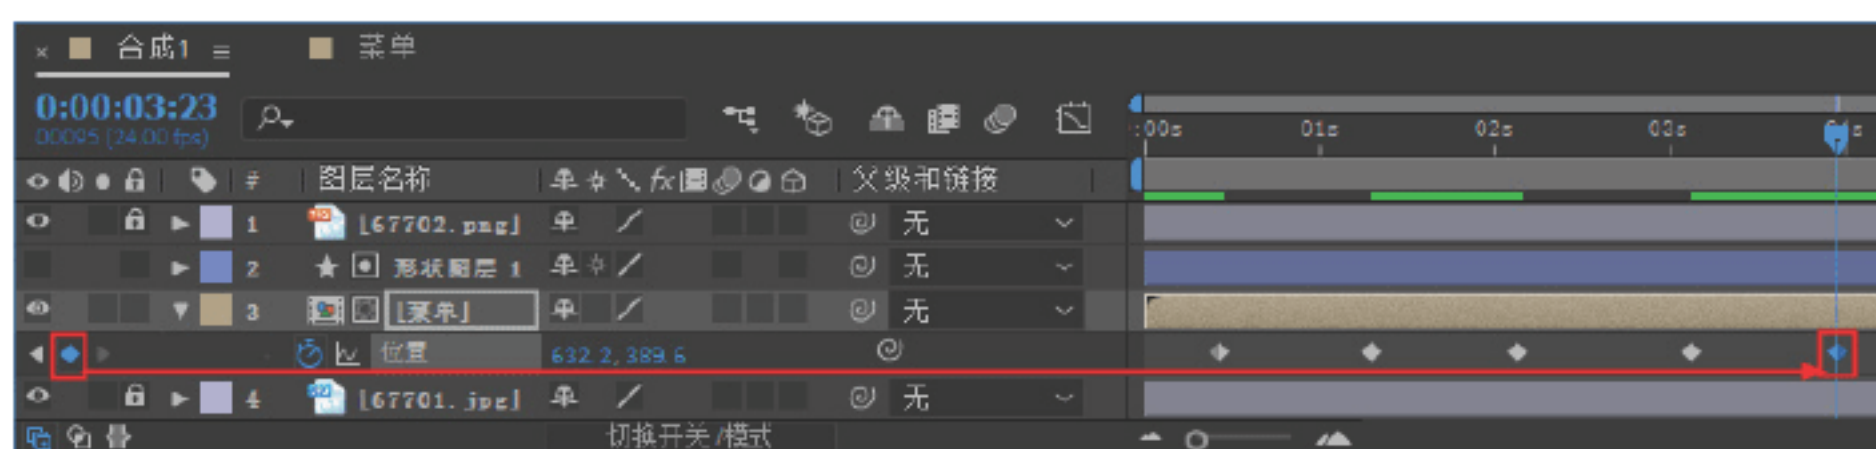 合成1 菜单
0:00:03:23
00095 (24.00 fps)
:00s 01s 02s 03s
# 图层名称 fx 父级和链接
1 [67702.png] 无
2 形状图层 1 无
3 [菜单] 无
位置 632.2, 389.6
4 [67701.jpg] 无
切换开关/模式